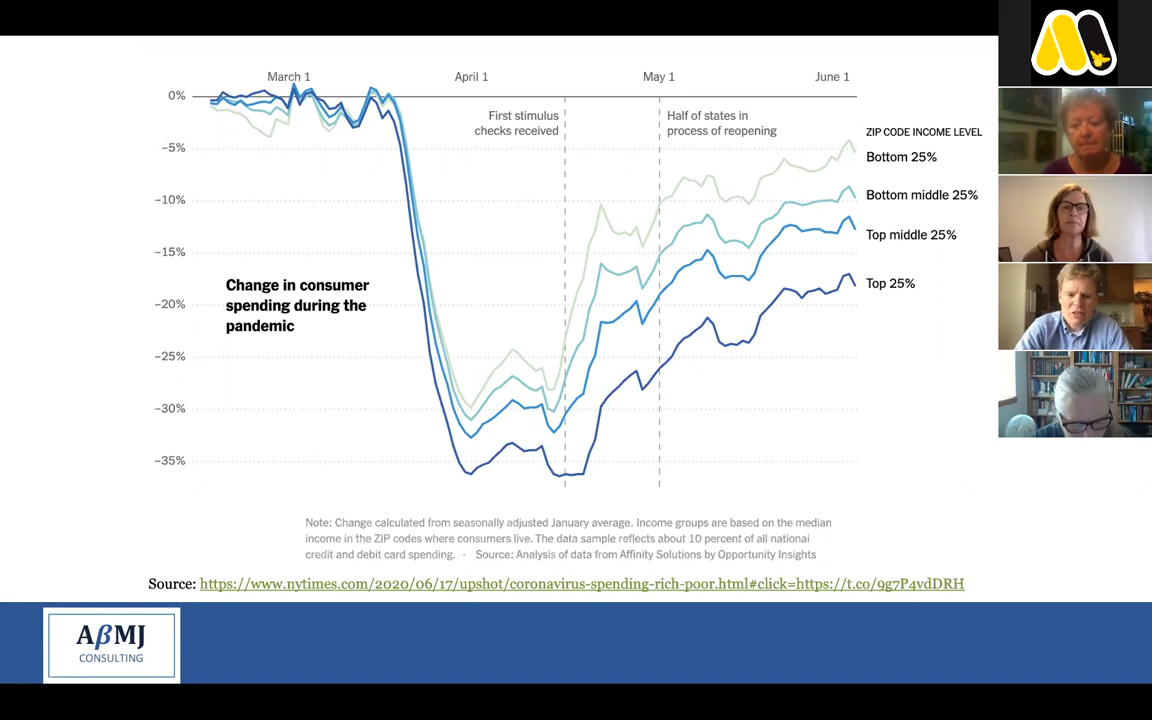 March 1
April 1
May 1
June 1
0%
−5%
−10%
−15%
−20%
−25%
−30%
−35%
First stimulus
checks received
Half of states in
process of reopening
ZIP CODE INCOME LEVEL
Bottom 25%
Bottom middle 25%
Top middle 25%
Top 25%
Change in consumer
spending during the
pandemic
Note: Change calculated from seasonally adjusted January average. Income groups are based on the median
income in the ZIP codes where consumers live. The data sample reflects about 10 percent of all national
credit and debit card spending. • Source: Analysis of data from Affinity Solutions by Opportunity Insights
Source: https://www.nytimes.com/2020/06/17/upshot/coronavirus-spending-rich-poor.html#click=https://t.co/9g7P4vdDRH
AβMJ
CONSULTING